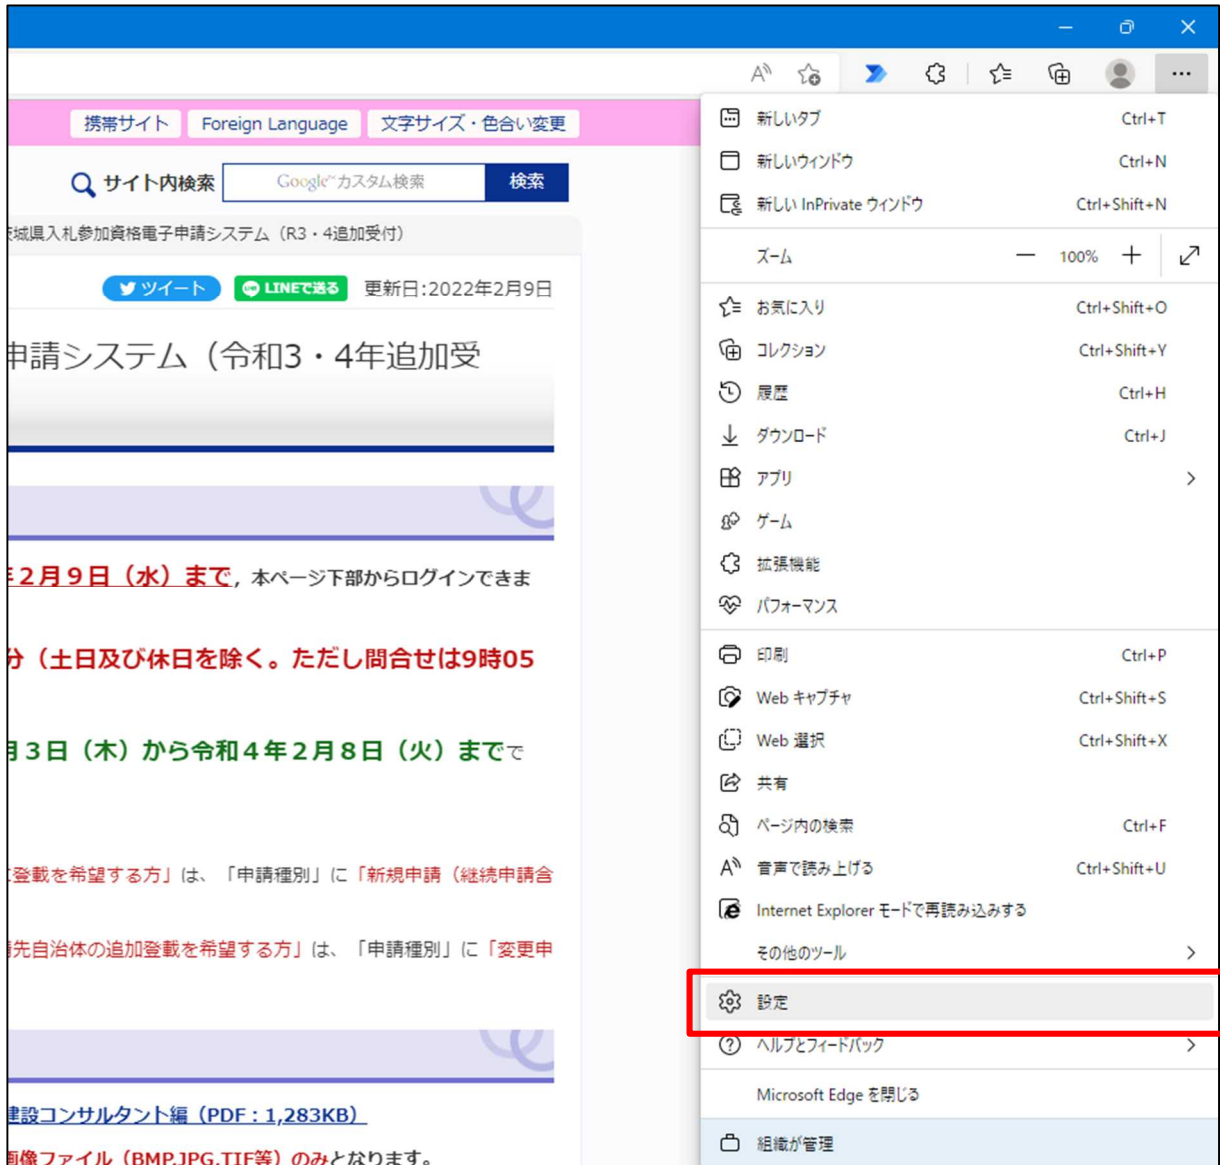 携帯サイト
Foreign Language
文字サイズ・色合い変更
サイト内検索
Google カスタム検索
検索
城県入札参加資格電子申請システム（R3・4追加受付）
ツイート
LINEで送る
更新日:2022年2月9日
申請システム（令和3・4年追加受
２月９日（水）まで，本ページ下部からログインできま
分（土日及び休日を除く。ただし問合せは9時05
月３日（木）から令和４年２月８日（火）までで
登載を希望する方」は、「申請種別」に「新規申請（継続申請含
先自治体の追加登載を希望する方」は、「申請種別」に「変更申
建設コンサルタント編（PDF：1,283KB）
画像ファイル（BMP,JPG,TIF等）のみとなります。
新しいタブ Ctrl+T
新しいウィンドウ Ctrl+N
新しい InPrivate ウィンドウ Ctrl+Shift+N
ズーム — 100% +
お気に入り Ctrl+Shift+O
コレクション Ctrl+Shift+Y
履歴 Ctrl+H
ダウンロード Ctrl+J
アプリ
ゲーム
拡張機能
パフォーマンス
印刷 Ctrl+P
Web キャプチャ Ctrl+Shift+S
Web 選択 Ctrl+Shift+X
共有
ページ内の検索 Ctrl+F
音声で読み上げる Ctrl+Shift+U
Internet Explorer モードで再読み込みする
その他のツール
設定
ヘルプとフィードバック
Microsoft Edge を閉じる
組織が管理